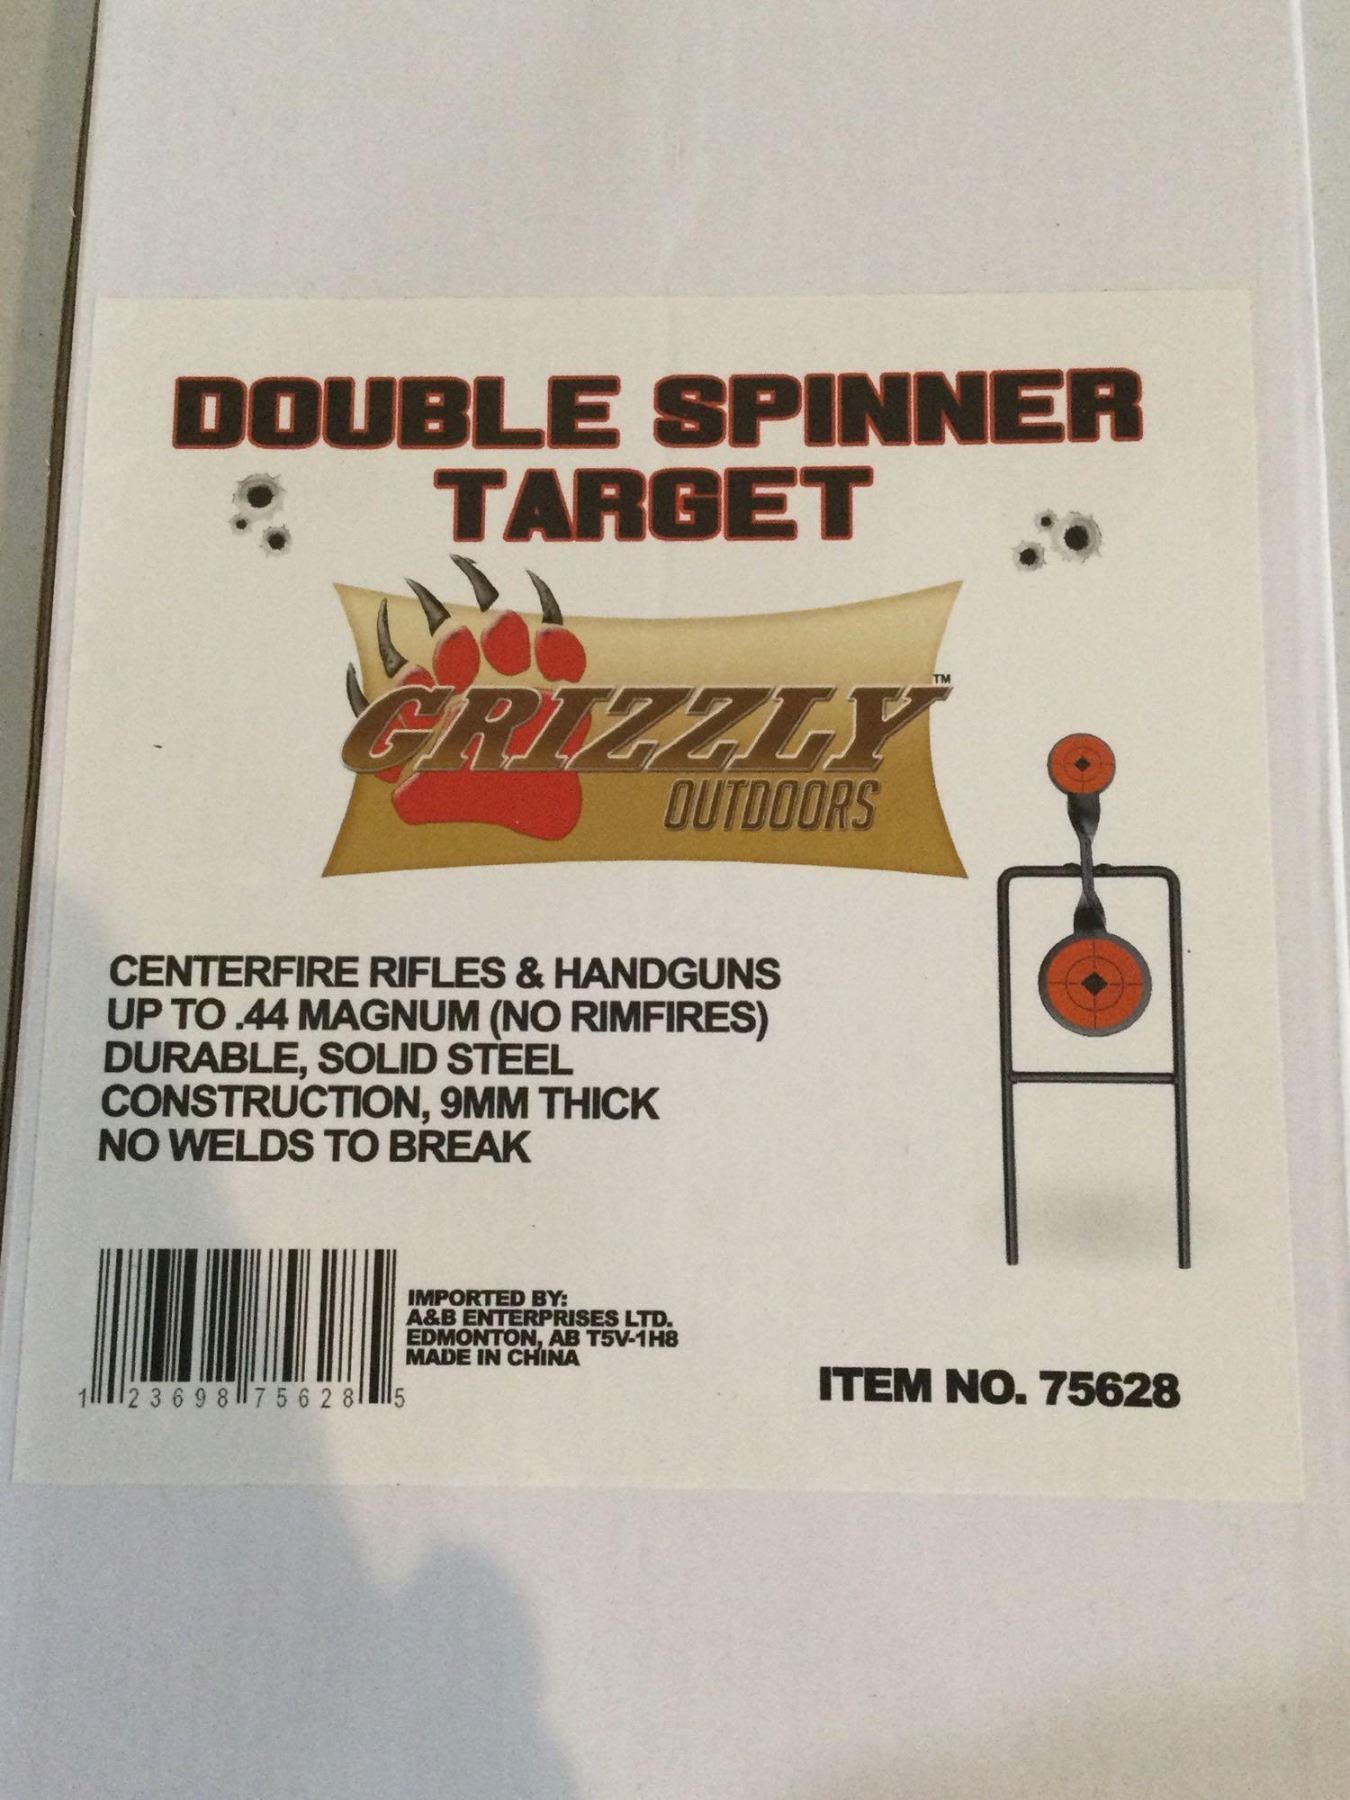 DOUBLE SPINNER
TARGET
GRIZZLY™
OUTDOORS
CENTERFIRE RIFLES & HANDGUNS
UP TO .44 MAGNUM (NO RIMFIRES)
DURABLE, SOLID STEEL
CONSTRUCTION, 9MM THICK
NO WELDS TO BREAK
IMPORTED BY:
A&B ENTERPRISES LTD.
EDMONTON, AB T5V-1H8
MADE IN CHINA
1 23698 75628 5
ITEM NO. 75628